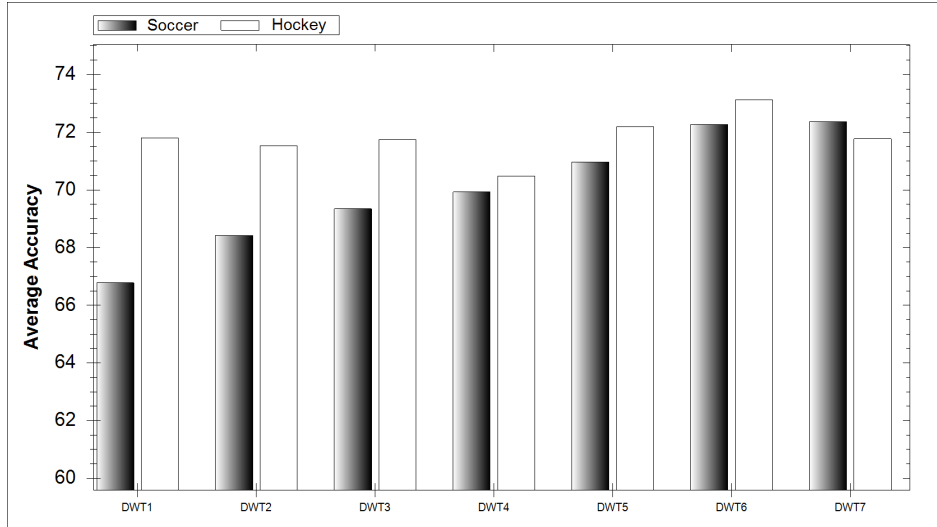 Soccer Hockey
Average Accuracy
74
72
70
68
66
64
62
60
DWT1 DWT2 DWT3 DWT4 DWT5 DWT6 DWT7